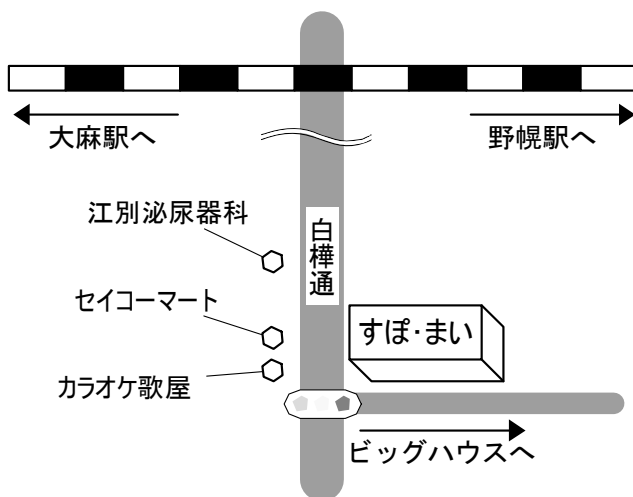 大麻駅へ
野幌駅へ
江別泌尿器科
白樺通
セイコーマート
すぽ・まい
カラオケ歌屋
ビッグハウスへ